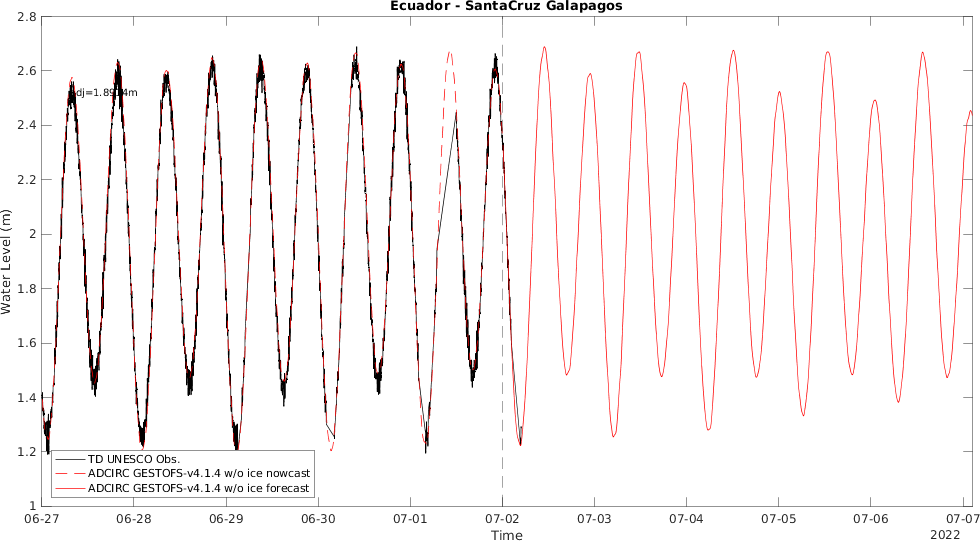 Ecuador - SantaCruz Galapagos
2.8
2.6
2.4
2.2
2
1.8
1.6
1.4
1.2
1
Water Level (m)
TD UNESCO Obs.
ADCIRC GESTOFS-v4.1.4 w/o ice nowcast
ADCIRC GESTOFS-v4.1.4 w/o ice forecast
06-27 06-28 06-29 06-30 07-01 07-02 07-03 07-04 07-05 07-06 07-07
Time
2022